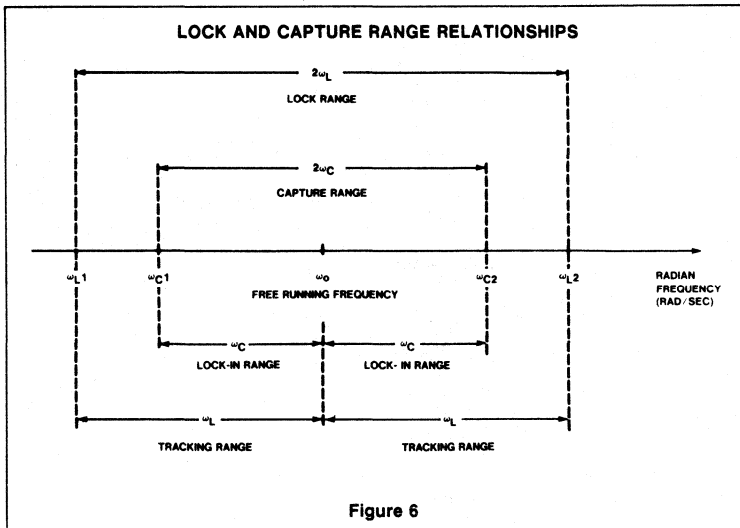 LOCK AND CAPTURE RANGE RELATIONSHIPS
2ωL
LOCK RANGE
2ωC
CAPTURE RANGE
ωL1 ωC1 ωo ωC2 ωL2
FREE RUNNING FREQUENCY
RADIAN
FREQUENCY
(RAD/SEC)
ωC ωC
LOCK-IN RANGE LOCK- IN RANGE
ωL ωL
TRACKING RANGE TRACKING RANGE
Figure 6